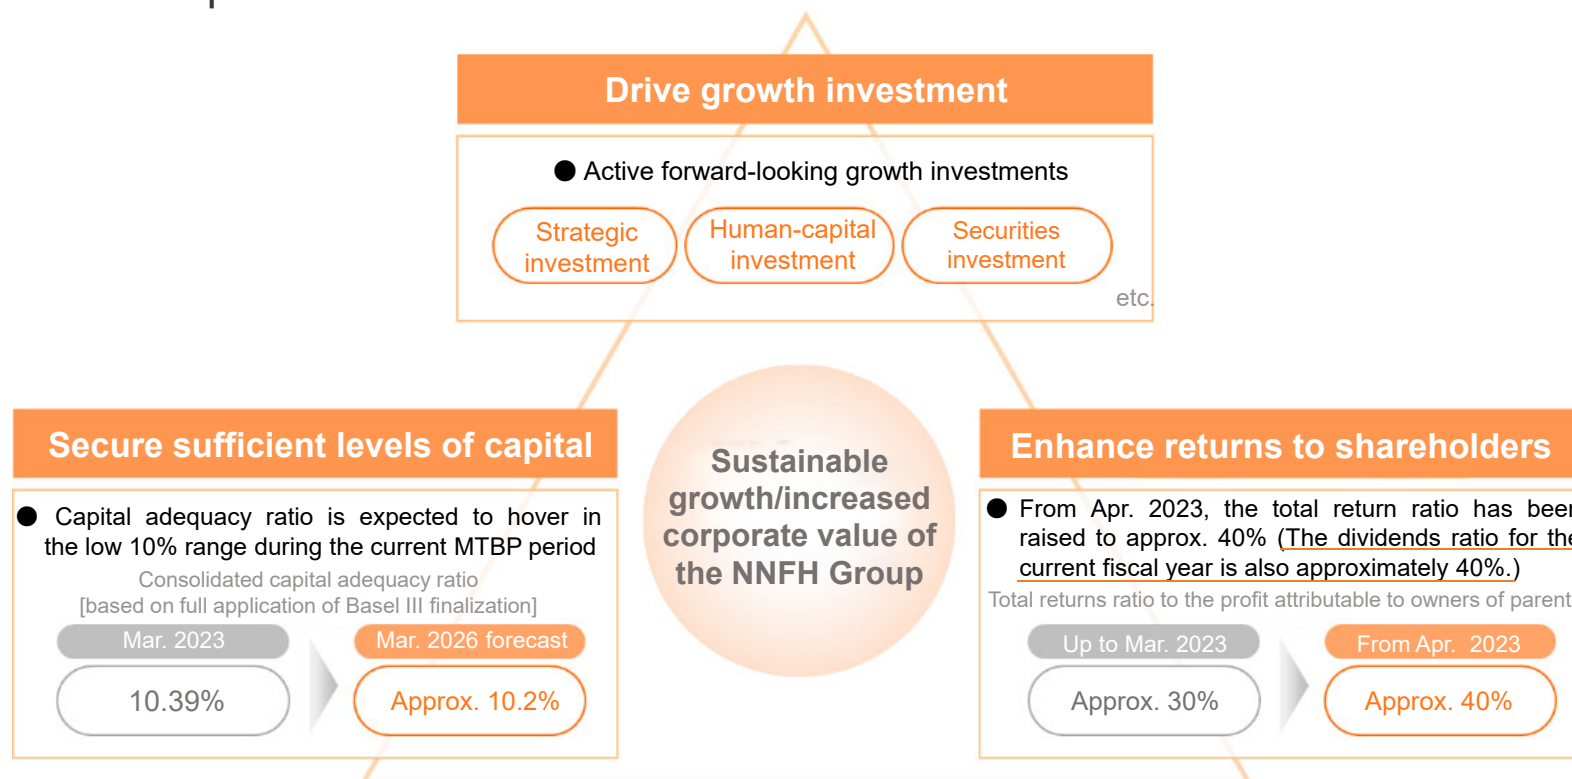 Drive growth investment
● Active forward-looking growth investments
Strategic
investment
Human-capital
investment
Securities
investment
etc.
Secure sufficient levels of capital
● Capital adequacy ratio is expected to hover in
the low 10% range during the current MTBP period
Consolidated capital adequacy ratio
[based on full application of Basel III finalization]
Mar. 2023
Mar. 2026 forecast
10.39%
Approx. 10.2%
Sustainable
growth/increased
corporate value of
the NNFH Group
Enhance returns to shareholders
● From Apr. 2023, the total return ratio has been
raised to approx. 40% (The dividends ratio for the
current fiscal year is also approximately 40%.)
Total returns ratio to the profit attributable to owners of parent
Up to Mar. 2023
From Apr. 2023
Approx. 30%
Approx. 40%